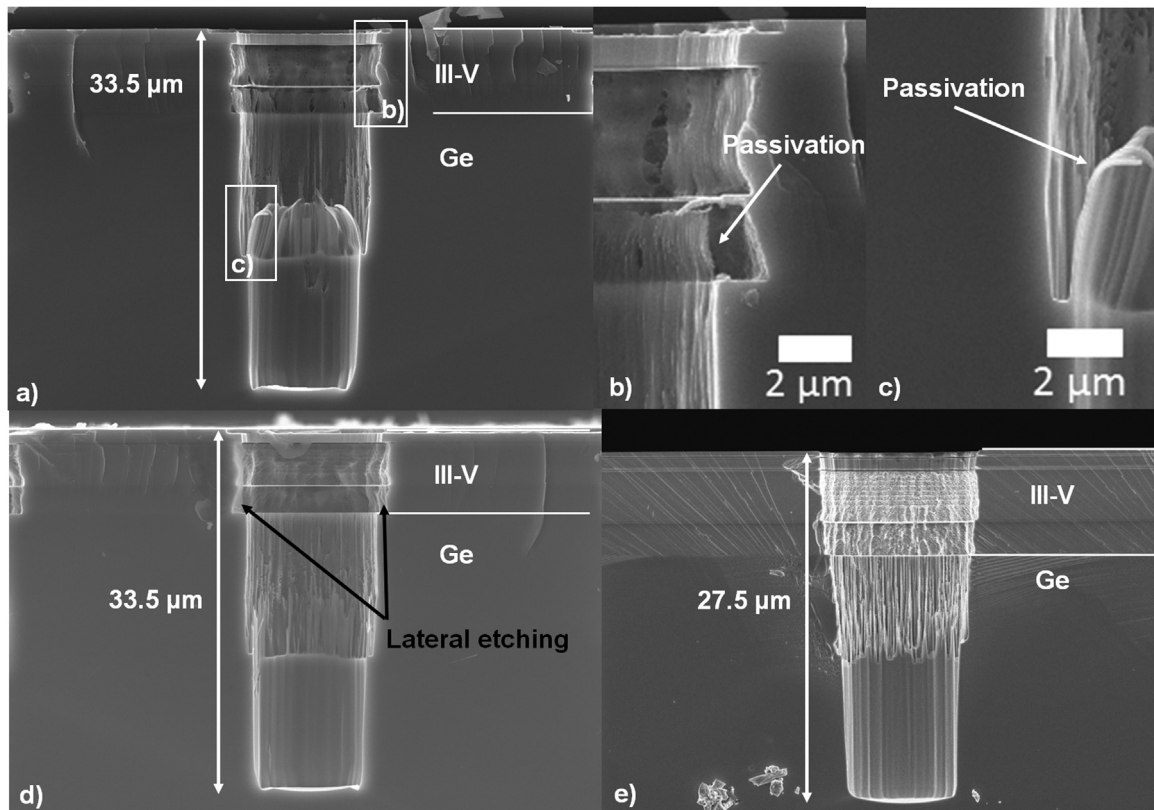 33.5 µm
III-V
b)
Ge
c)
a)
Passivation
2 µm
b)
Passivation
2 µm
c)
III-V
Ge
33.5 µm
Lateral etching
d)
III-V
Ge
27.5 µm
e)